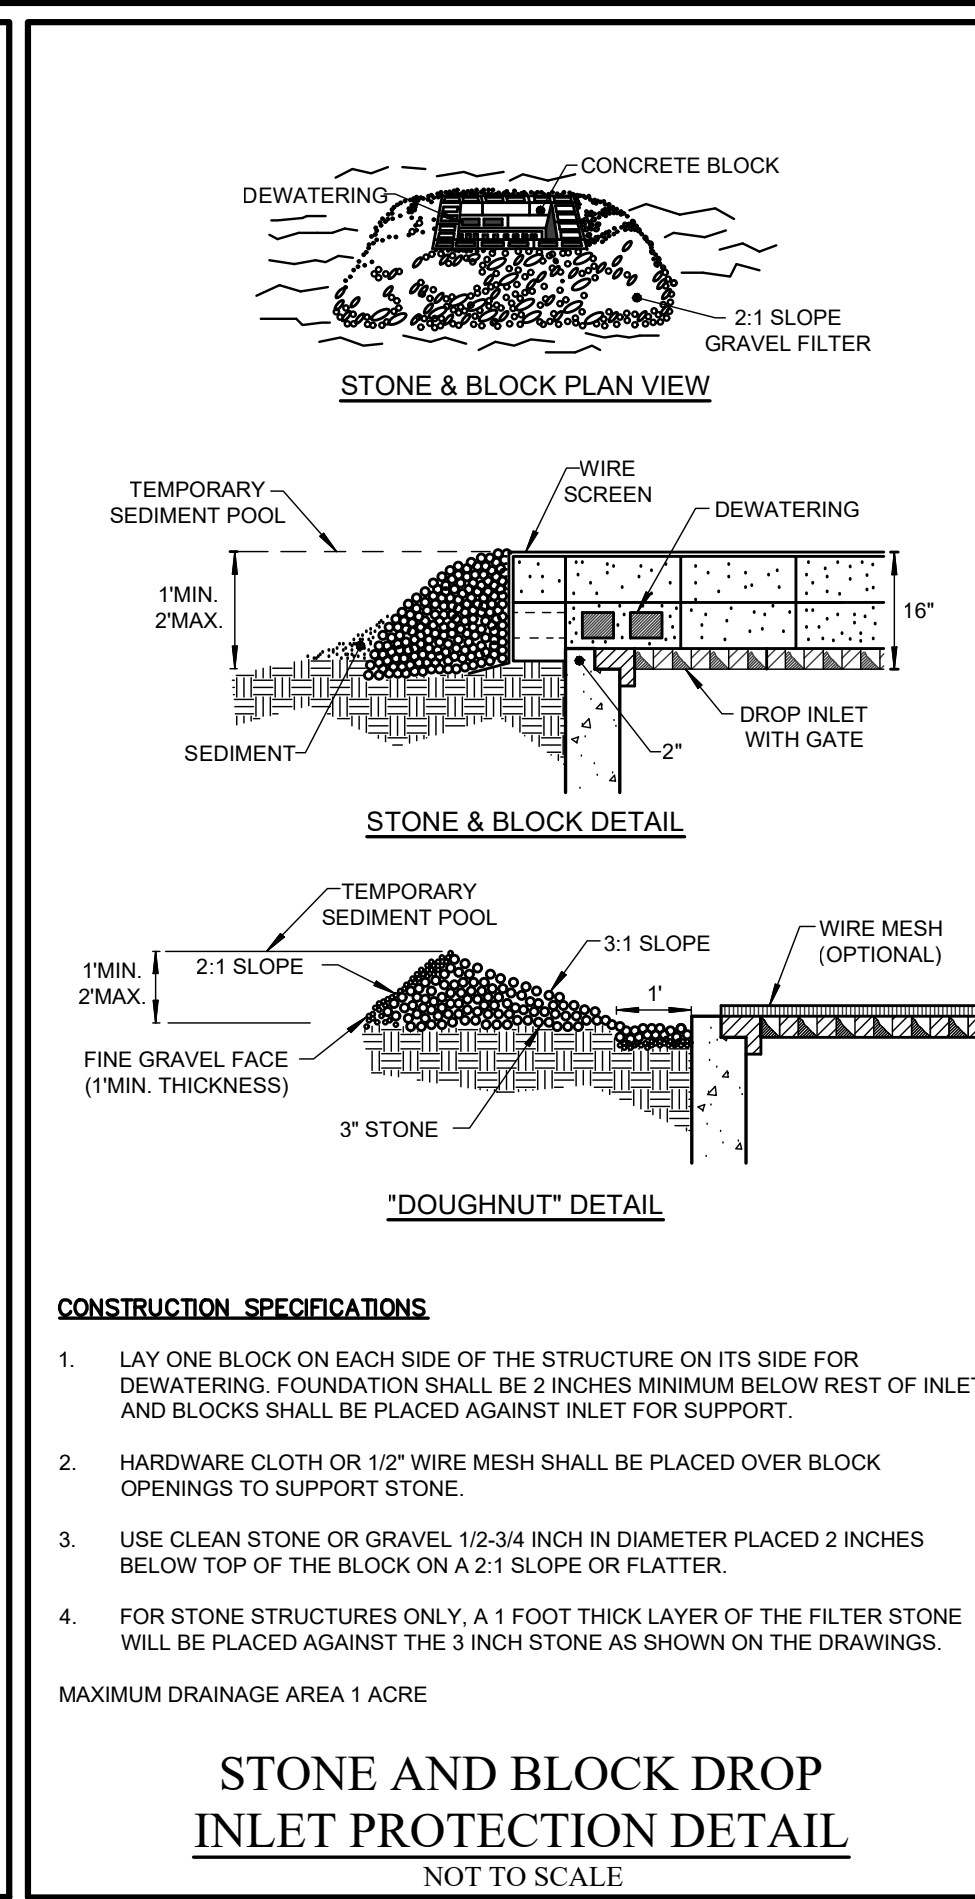 CONCRETE BLOCK
DEWATERING
2:1 SLOPE
GRAVEL FILTER
STONE & BLOCK PLAN VIEW
TEMPORARY
SEDIMENT POOL
WIRE
SCREEN
DEWATERING
1'MIN.
2'MAX.
16"
SEDIMENT
2"
DROP INLET
WITH GATE
STONE & BLOCK DETAIL
TEMPORARY
SEDIMENT POOL
1'MIN.
2'MAX.
2:1 SLOPE
3:1 SLOPE
1'
WIRE MESH
(OPTIONAL)
FINE GRAVEL FACE
(1'MIN. THICKNESS)
3" STONE
"DOUGHNUT" DETAIL
CONSTRUCTION SPECIFICATIONS
1. LAY ONE BLOCK ON EACH SIDE OF THE STRUCTURE ON ITS SIDE FOR
DEWATERING. FOUNDATION SHALL BE 2 INCHES MINIMUM BELOW REST OF INLET
AND BLOCKS SHALL BE PLACED AGAINST INLET FOR SUPPORT.
2. HARDWARE CLOTH OR 1/2" WIRE MESH SHALL BE PLACED OVER BLOCK
OPENINGS TO SUPPORT STONE.
3. USE CLEAN STONE OR GRAVEL 1/2-3/4 INCH IN DIAMETER PLACED 2 INCHES
BELOW TOP OF THE BLOCK ON A 2:1 SLOPE OR FLATTER.
4. FOR STONE STRUCTURES ONLY, A 1 FOOT THICK LAYER OF THE FILTER STONE
WILL BE PLACED AGAINST THE 3 INCH STONE AS SHOWN ON THE DRAWINGS.
MAXIMUM DRAINAGE AREA 1 ACRE
STONE AND BLOCK DROP
INLET PROTECTION DETAIL
NOT TO SCALE